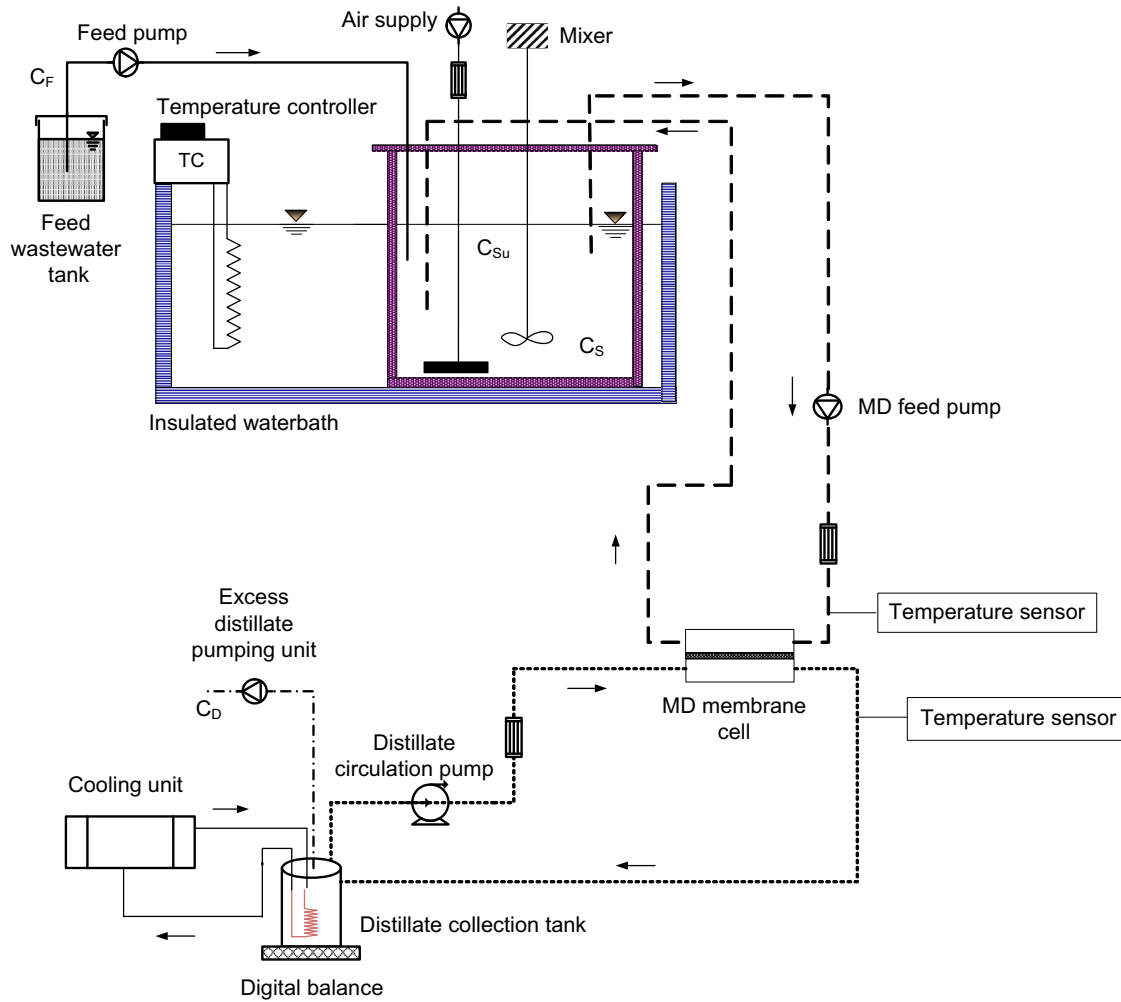 Air supply
Mixer
Feed pump
C_F
Temperature controller
TC
Feed
wastewater
tank
C_Su
C_S
Insulated waterbath
MD feed pump
Temperature sensor
Excess
distillate
pumping unit
C_D
MD membrane
cell
Temperature sensor
Distillate
circulation pump
Cooling unit
Distillate collection tank
Digital balance